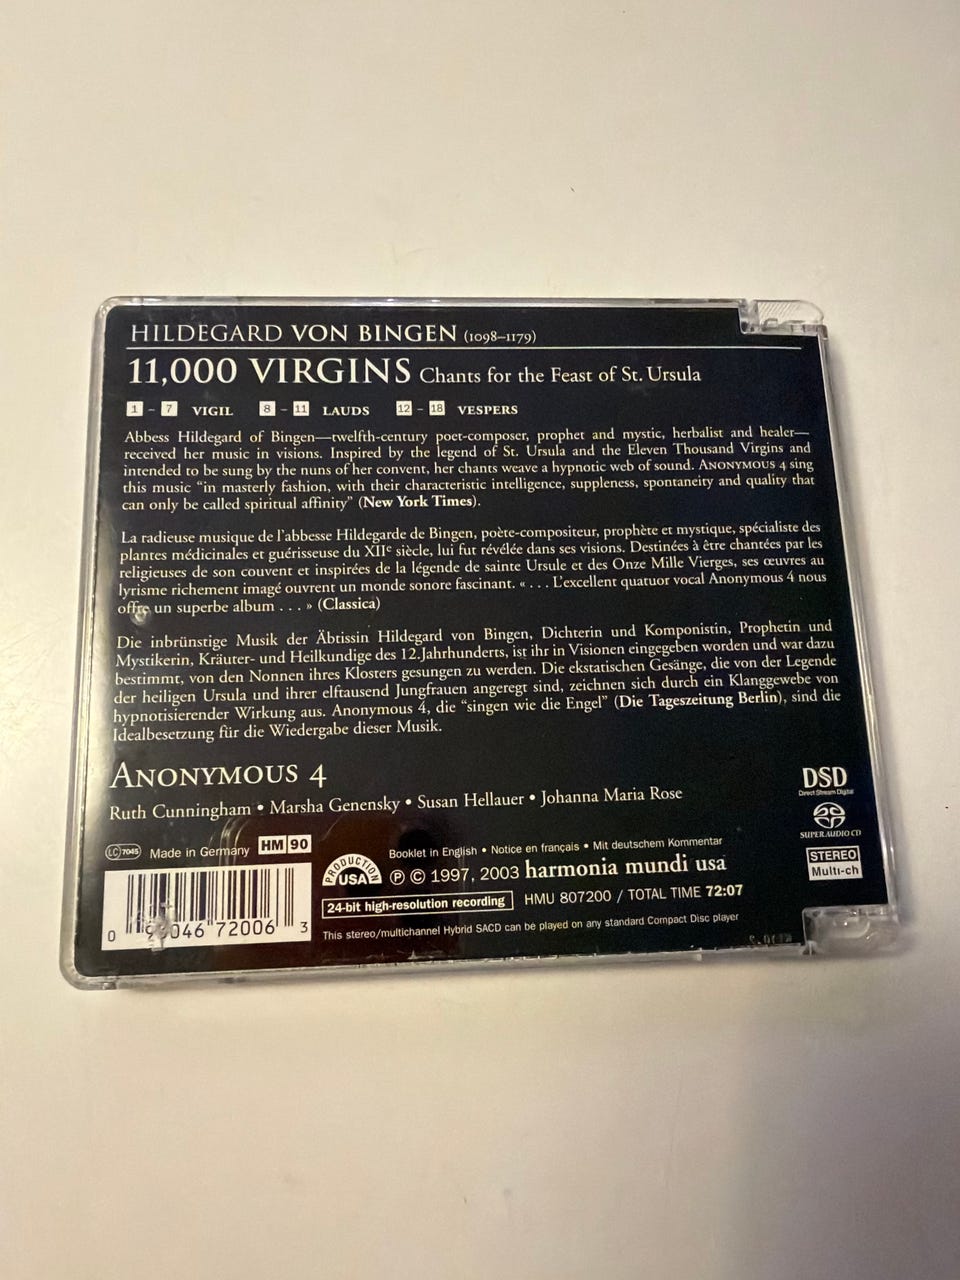 HILDEGARD VON BINGEN (1098–1179)
11,000 VIRGINS Chants for the Feast of St. Ursula
1 – 7 VIGIL 8 – 11 LAUDS 12 – 18 VESPERS
Abbess Hildegard of Bingen—twelfth-century poet-composer, prophet and mystic, herbalist and healer—
received her music in visions. Inspired by the legend of St. Ursula and the Eleven Thousand Virgins and
intended to be sung by the nuns of her convent, her chants weave a hypnotic web of sound. ANONYMOUS 4 sing
this music “in masterly fashion, with their characteristic intelligence, suppleness, spontaneity and quality that
can only be called spiritual affinity” (New York Times).
La radieuse musique de l’abbesse Hildegarde de Bingen, poète-compositeur, prophète et mystique, spécialiste des
plantes médicinales et guérisseuse du XIIe siècle, lui fut révélée dans ses visions. Destinées à être chantées par les
religieuses de son couvent et inspirées de la légende de sainte Ursule et des Onze Mille Vierges, ses œuvres au
lyrisme richement imagé ouvrent un monde sonore fascinant. « . . . L’excellent quatuor vocal Anonymous 4 nous
offre un superbe album . . . » (Classica)
Die inbrünstige Musik der Äbtissin Hildegard von Bingen, Dichterin und Komponistin, Prophetin und
Mystikerin, Kräuter- und Heilkundige des 12.Jahrhunderts, ist ihr in Visionen eingegeben worden und war dazu
bestimmt, von den Nonnen ihres Klosters gesungen zu werden. Die ekstatischen Gesänge, die von der Legende
der heiligen Ursula und ihrer elftausend Jungfrauen angeregt sind, zeichnen sich durch ein Klanggewebe von
hypnotisierender Wirkung aus. Anonymous 4, die “singen wie die Engel” (Die Tageszeitung Berlin), sind die
Idealbesetzung für die Wiedergabe dieser Musik.
ANONYMOUS 4
Ruth Cunningham • Marsha Genensky • Susan Hellauer • Johanna Maria Rose
DSD
Direct Stream Digital
SUPER AUDIO CD
STEREO
Multi-ch
LC 7045 Made in Germany HM 90
PRODUCTION USA
Booklet in English • Notice en français • Mit deutschem Kommentar
℗ © 1997, 2003 harmonia mundi usa
24-bit high-resolution recording HMU 807200 / TOTAL TIME 72:07
This stereo/multichannel Hybrid SACD can be played on any standard Compact Disc player
0 72006 3